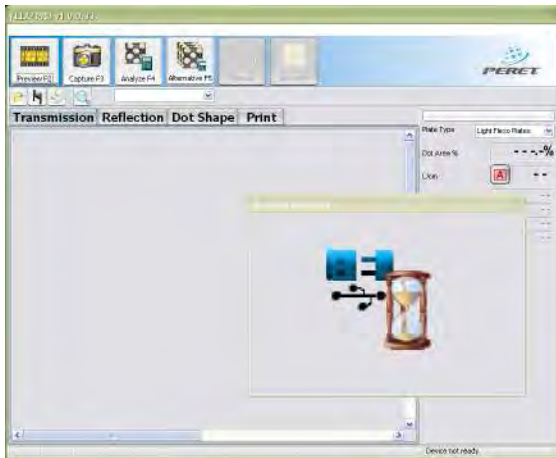 Preview F2 Capture F3 Analyze F4 Alternative F5
PERET
Transmission Reflection Dot Shape Print
Plate Type Light Flexo Plates
Dot Area % ---.-%
L/cm A --
--
--
--
--
Device not ready